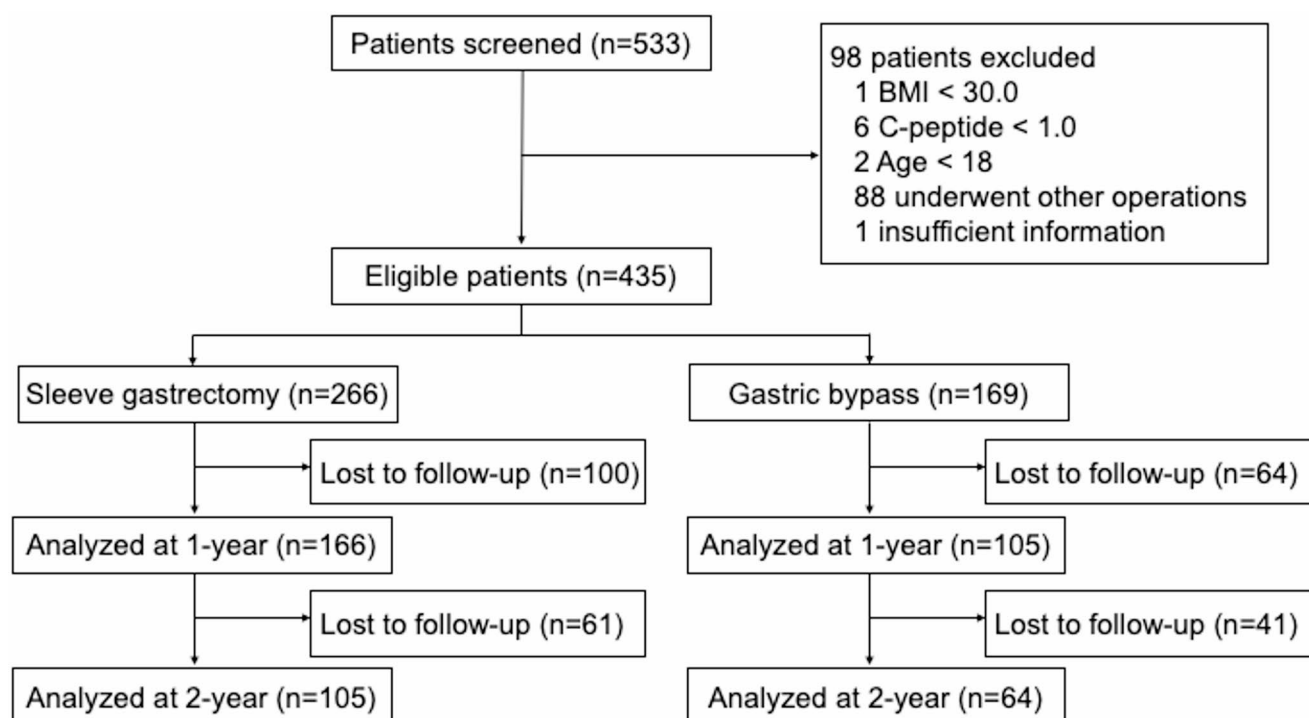 Patients screened (n=533)
98 patients excluded
1 BMI < 30.0
6 C-peptide < 1.0
2 Age < 18
88 underwent other operations
1 insufficient information
Eligible patients (n=435)
Sleeve gastrectomy (n=266)
Gastric bypass (n=169)
Lost to follow-up (n=100)
Lost to follow-up (n=64)
Analyzed at 1-year (n=166)
Analyzed at 1-year (n=105)
Lost to follow-up (n=61)
Lost to follow-up (n=41)
Analyzed at 2-year (n=105)
Analyzed at 2-year (n=64)